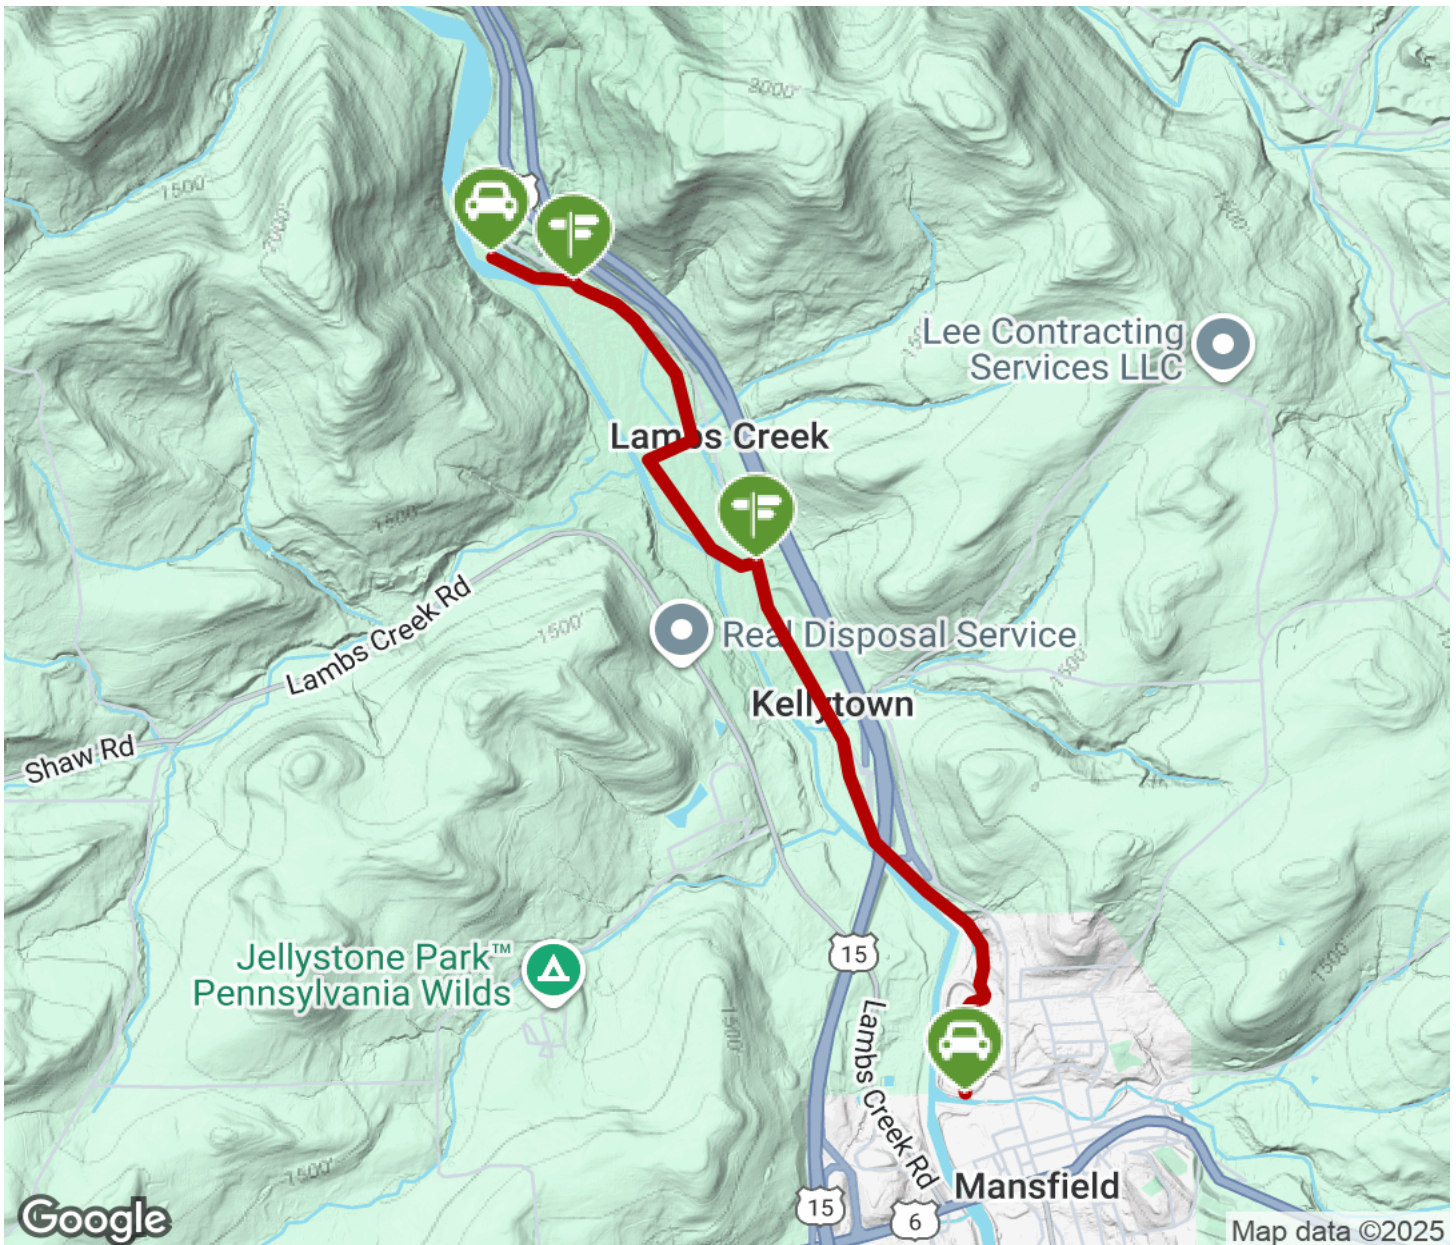 3000'
1500'
2000'
1500'
Lee Contracting
Services LLC
Lambs Creek
1500'
1500'
Lambs Creek Rd
Real Disposal Service
1500'
Kellytown
Shaw Rd
Jellystone Park™
Pennsylvania Wilds
15
1500'
1500'
Lambs Creek Rd
1500'
Mansfield
15
6
Google
Map data ©2025